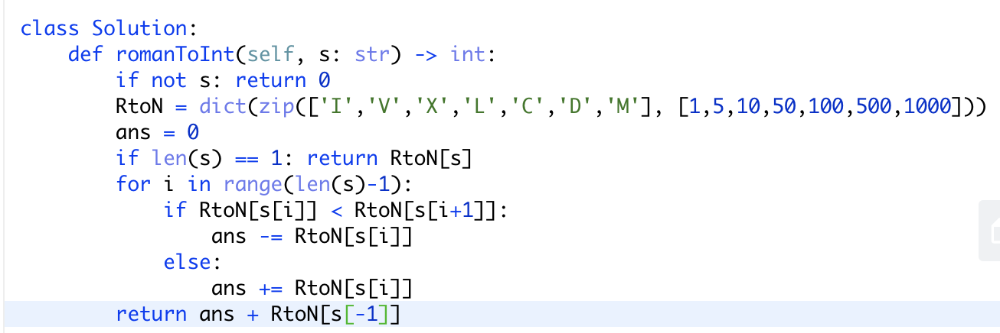 class Solution:
    def romanToInt(self, s: str) -> int:
        if not s: return 0
        RtoN = dict(zip(['I','V','X','L','C','D','M'], [1,5,10,50,100,500,1000]))
        ans = 0
        if len(s) == 1: return RtoN[s]
        for i in range(len(s)-1):
            if RtoN[s[i]] < RtoN[s[i+1]]:
                ans -= RtoN[s[i]]
            else:
                ans += RtoN[s[i]]
        return ans + RtoN[s[-1]]